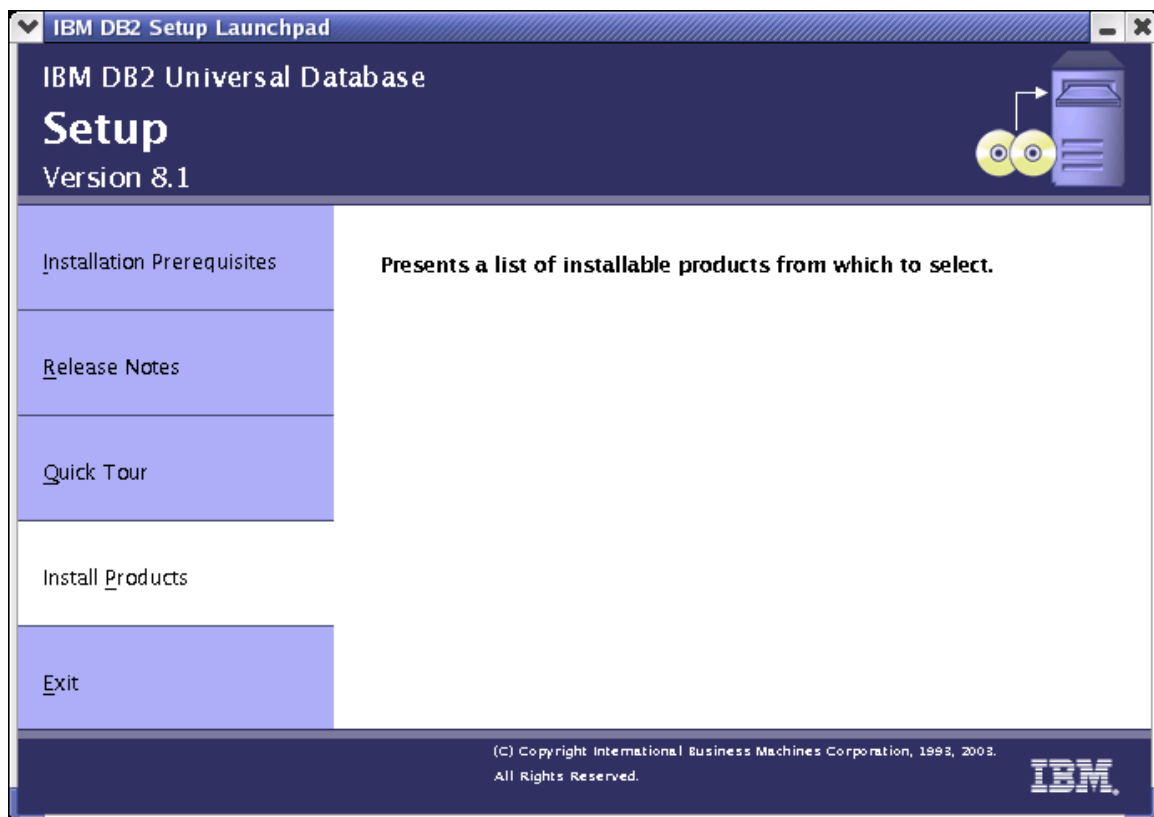 IBM DB2 Setup Launchpad
IBM DB2 Universal Database
Setup
Version 8.1
Installation Prerequisites
Presents a list of installable products from which to select.
Release Notes
Quick Tour
Install Products
Exit
(C) Copyright International Business Machines Corporation, 1993, 2003.
All Rights Reserved.
IBM.